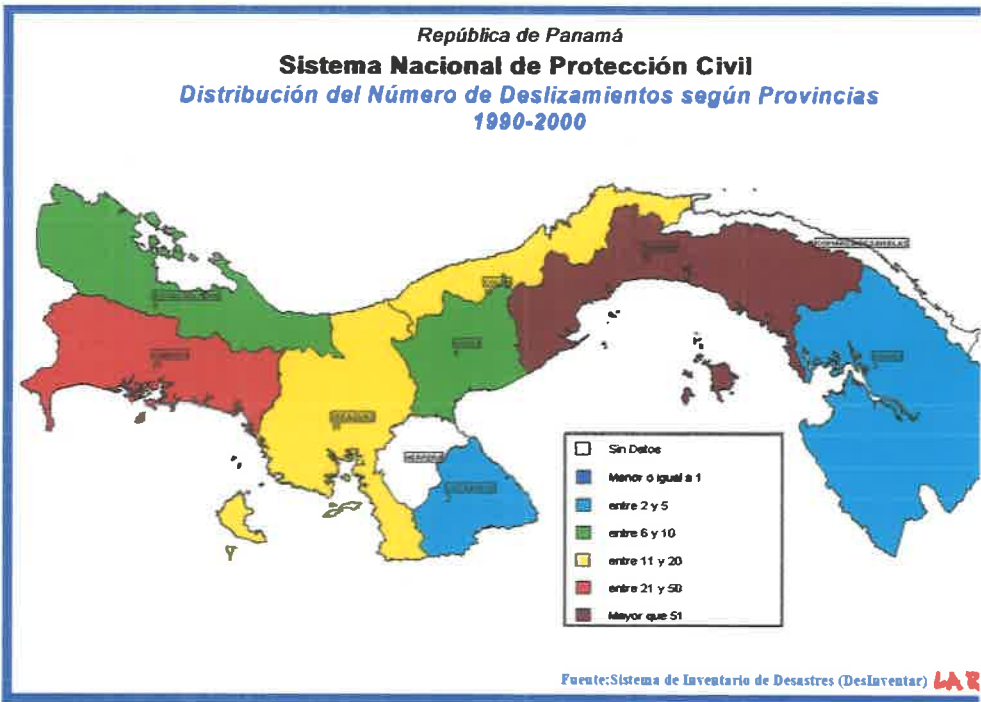 República de Panamá
Sistema Nacional de Protección Civil
Distribución del Número de Deslizamientos según Provincias
1990-2000
Sin Datos
Menor o igual a 1
entre 2 y 5
entre 6 y 10
entre 11 y 20
entre 21 y 50
Mayor que 51
Fuente:Sistema de Inventario de Desastres (DesInventar)